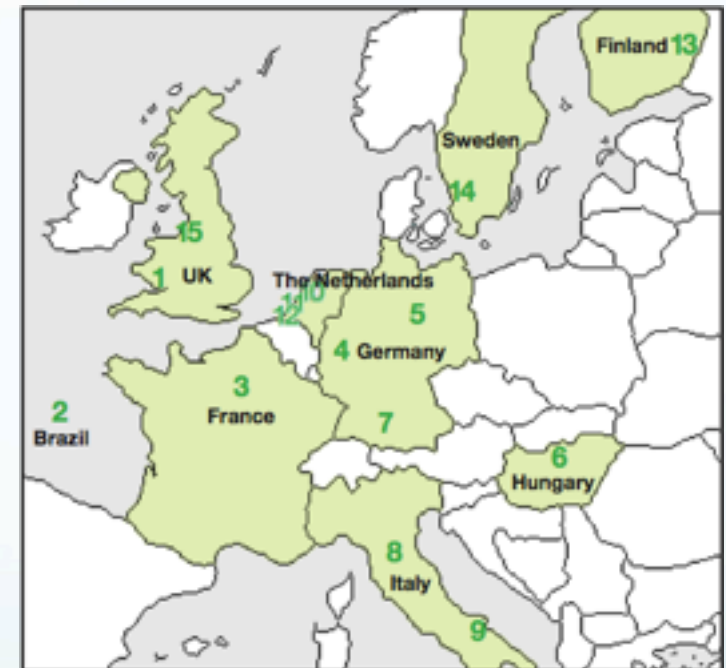 Finland 13
Sweden
14
15
1 UK
The Netherlands
10
11
12
5
4 Germany
3
France
2
Brazil
7
6
Hungary
8
Italy
9